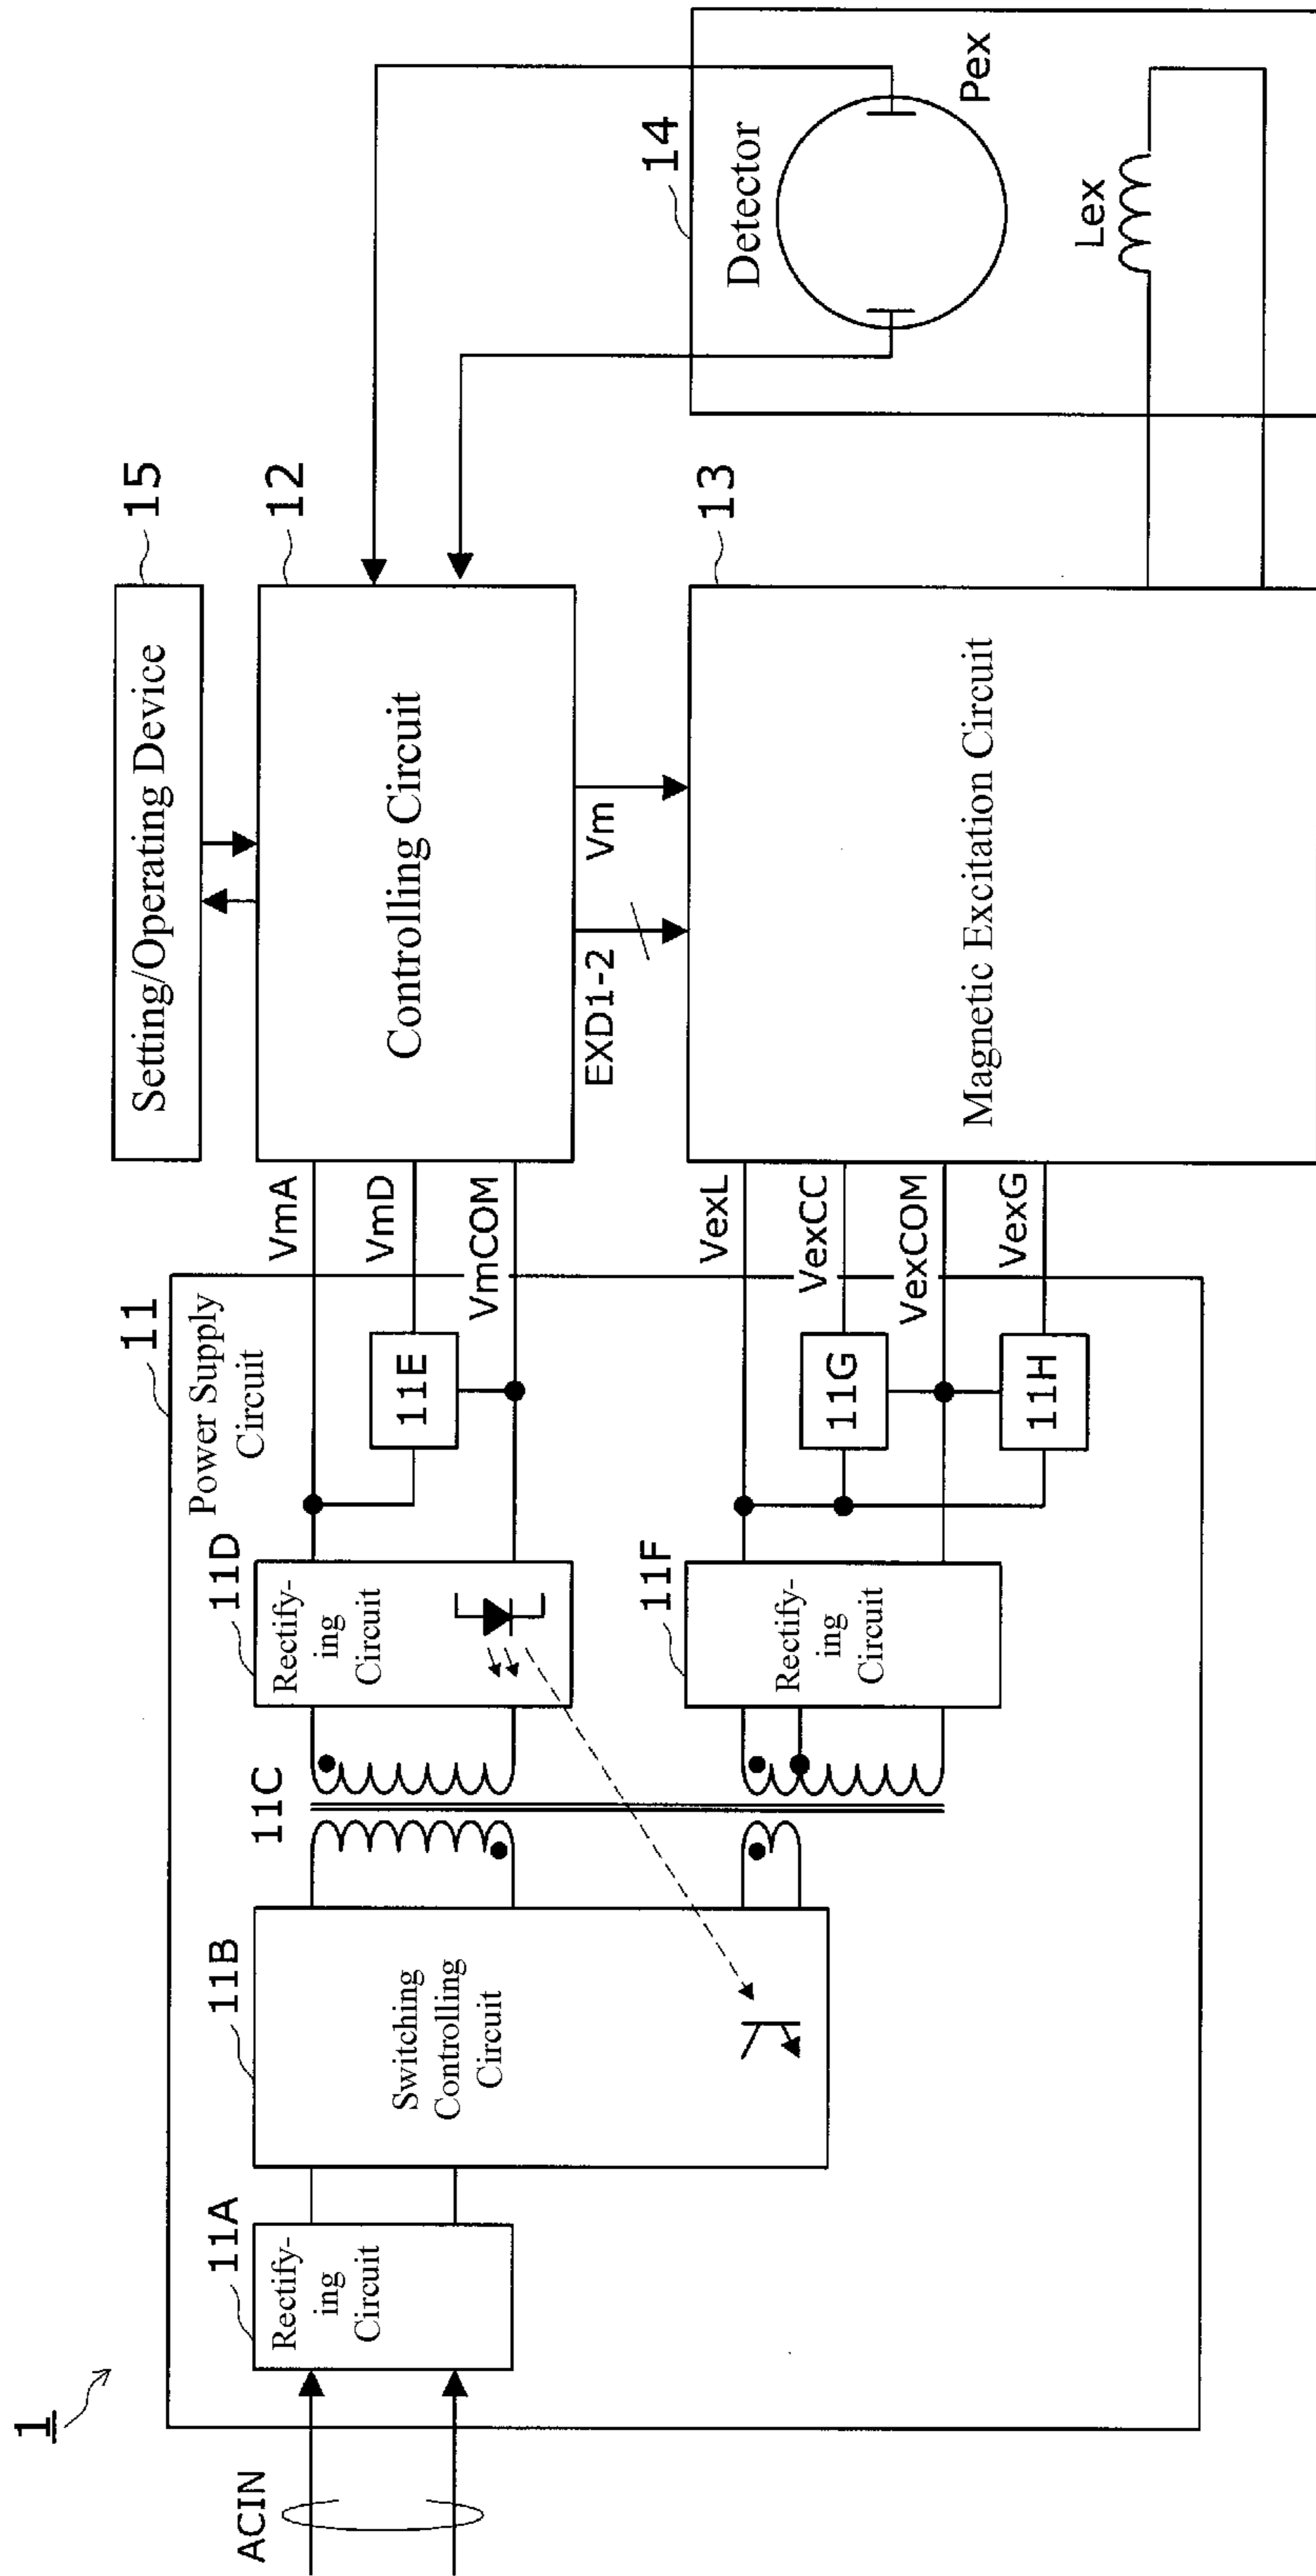 1
ACIN
11
Power Supply
Circuit
11A
Rectify-
ing
Circuit
11B
Switching
Controlling
Circuit
11C
11D
Rectify-
ing
Circuit
11E
11F
Rectify-
ing
Circuit
11G
11H
VmA
VmD
VmCOM
VexL
VexCC
VexCOM
VexG
15
Setting/Operating Device
12
Controlling Circuit
EXD1-2
Vm
13
Magnetic Excitation Circuit
14
Detector
Pex
Lex